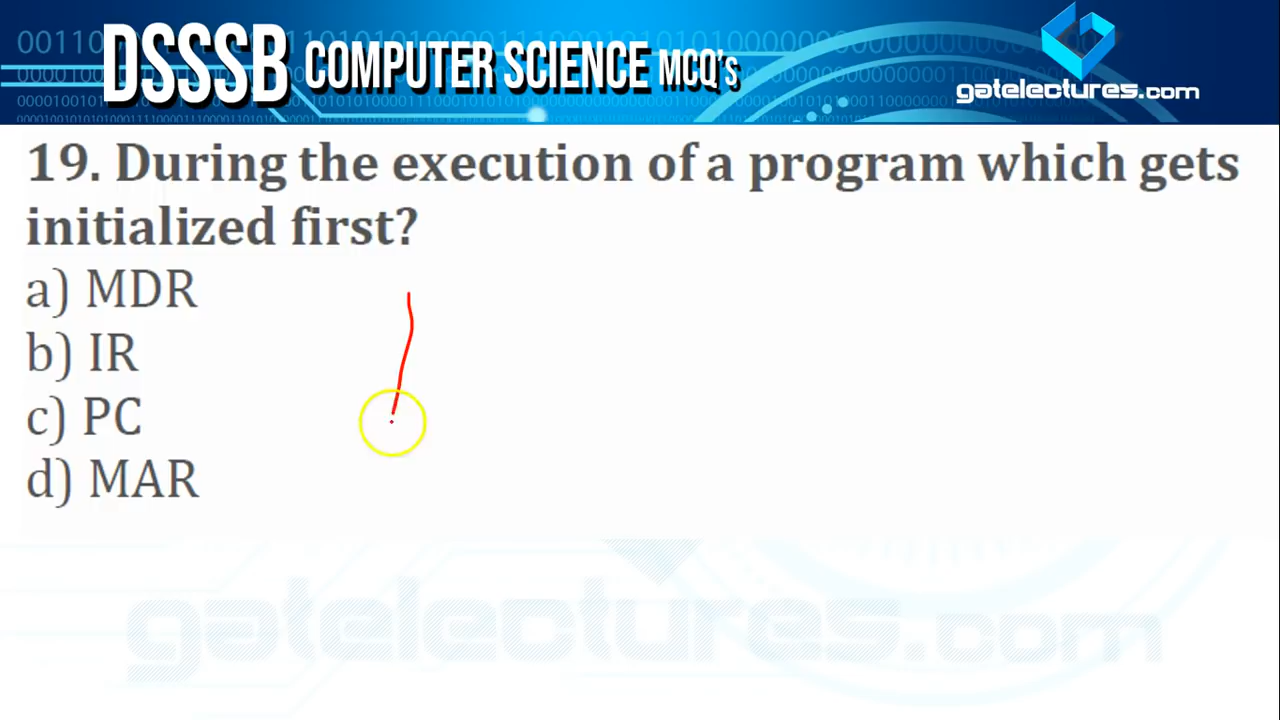 DSSSB COMPUTER SCIENCE MCQ's
gatelectures.com
19. During the execution of a program which gets
initialized first?
a) MDR
b) IR
c) PC
d) MAR
gatelectures.com